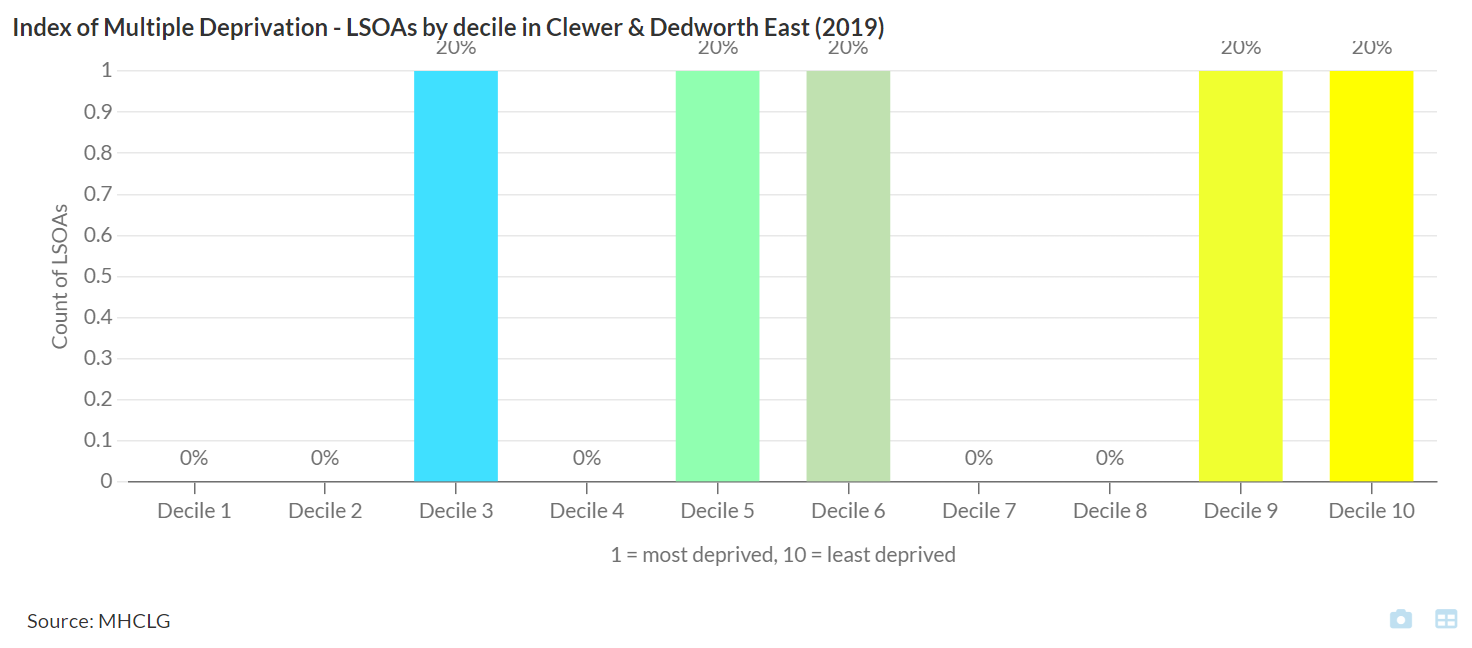 Index of Multiple Deprivation - LSOAs by decile in Clewer & Dedworth East (2019)
20% 20% 20% 20% 20%
1
0.9
0.8
0.7
0.6
0.5
0.4
0.3
0.2
0.1
0
Count of LSOAs
0% 0% 0% 0% 0%
Decile 1 Decile 2 Decile 3 Decile 4 Decile 5 Decile 6 Decile 7 Decile 8 Decile 9 Decile 10
1 = most deprived, 10 = least deprived
Source: MHCLG